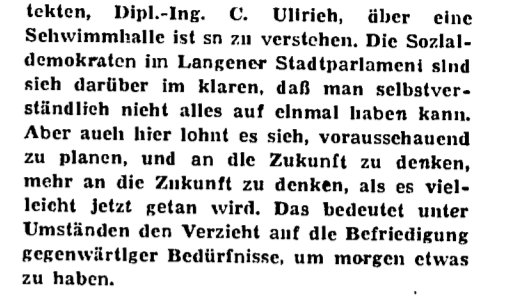 tekten, Dipl.-Ing. C. Ullrich, über eine
Schwimmhalle ist sn zu verstehen. Die Sozial-
demokraten im Langener Stadtparlament sind
sich darüber im klaren, daß man selbstver-
ständlich nicht alles auf einmal haben kann.
Aber auch hier lohnt es sich, vorausschauend
zu planen, und an die Zukunft zu denken,
mehr an die Zukunft zu denken, als es viel-
leicht jetzt getan wird. Das bedeutet unter
Umständen den Verzicht auf die Befriedigung
gegenwärtiger Bedürfnisse, um morgen etwas
zu haben.